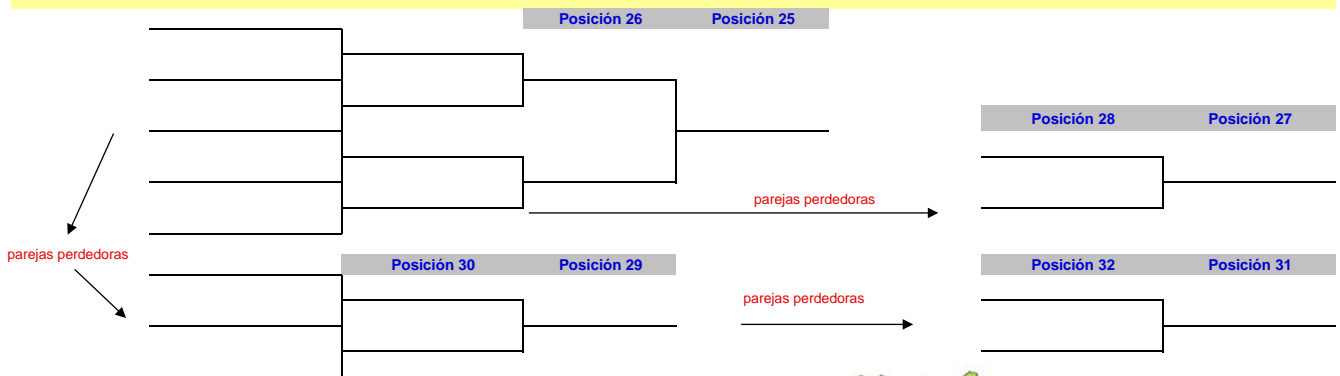 Posición 26 Posición 25
Posición 28 Posición 27
parejas perdedoras
parejas perdedoras
Posición 30 Posición 29
Posición 32 Posición 31
parejas perdedoras